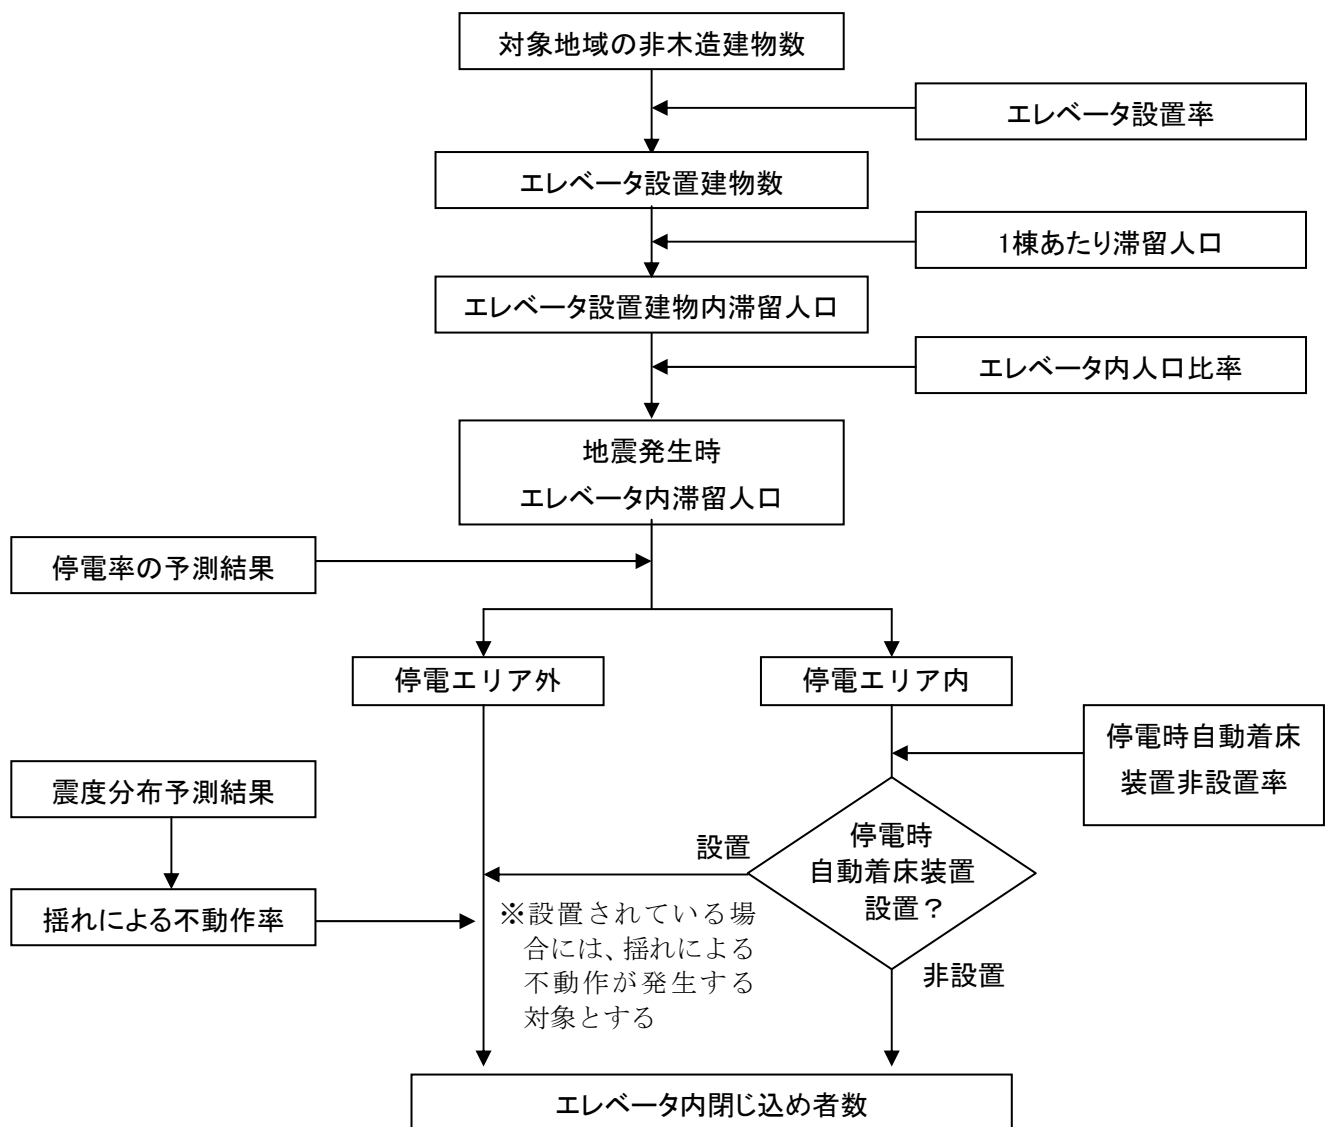 対象地域の非木造建物数
エレベータ設置率
エレベータ設置建物数
1棟あたり滞留人口
エレベータ設置建物内滞留人口
エレベータ内人口比率
地震発生時
エレベータ内滞留人口
停電率の予測結果
停電エリア外
停電エリア内
停電時自動着床
装置非設置率
震度分布予測結果
停電時
自動着床装置
設置？
設置
揺れによる不動作率
※設置されている場
合には、揺れによる
不動作が発生する
対象とする
非設置
エレベータ内閉じ込め者数